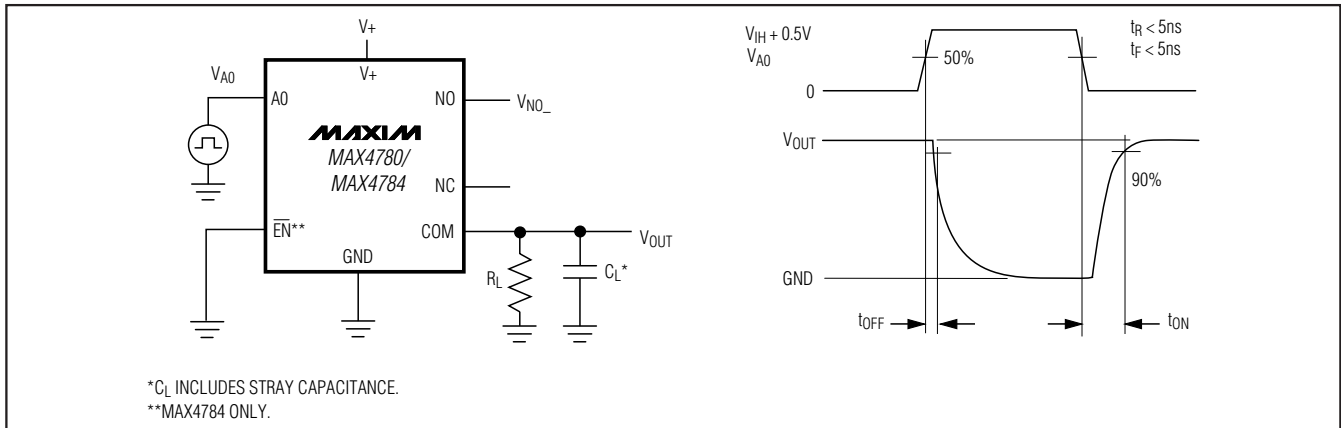 V+
V+
VA0
A0
NO
VNO_
MAXIM
MAX4780/
MAX4784
NC
EN**
COM
VOUT
GND
RL
CL*
*CL INCLUDES STRAY CAPACITANCE.
**MAX4784 ONLY.
VIH + 0.5V
VA0
50%
tR < 5ns
tF < 5ns
0
VOUT
90%
GND
tOFF
tON